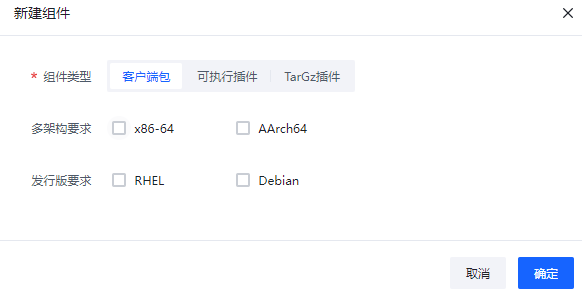 新建组件
* 组件类型 客户端包 可执行插件 TarGz插件
多架构要求 x86-64 AArch64
发行版要求 RHEL Debian
取消 确定